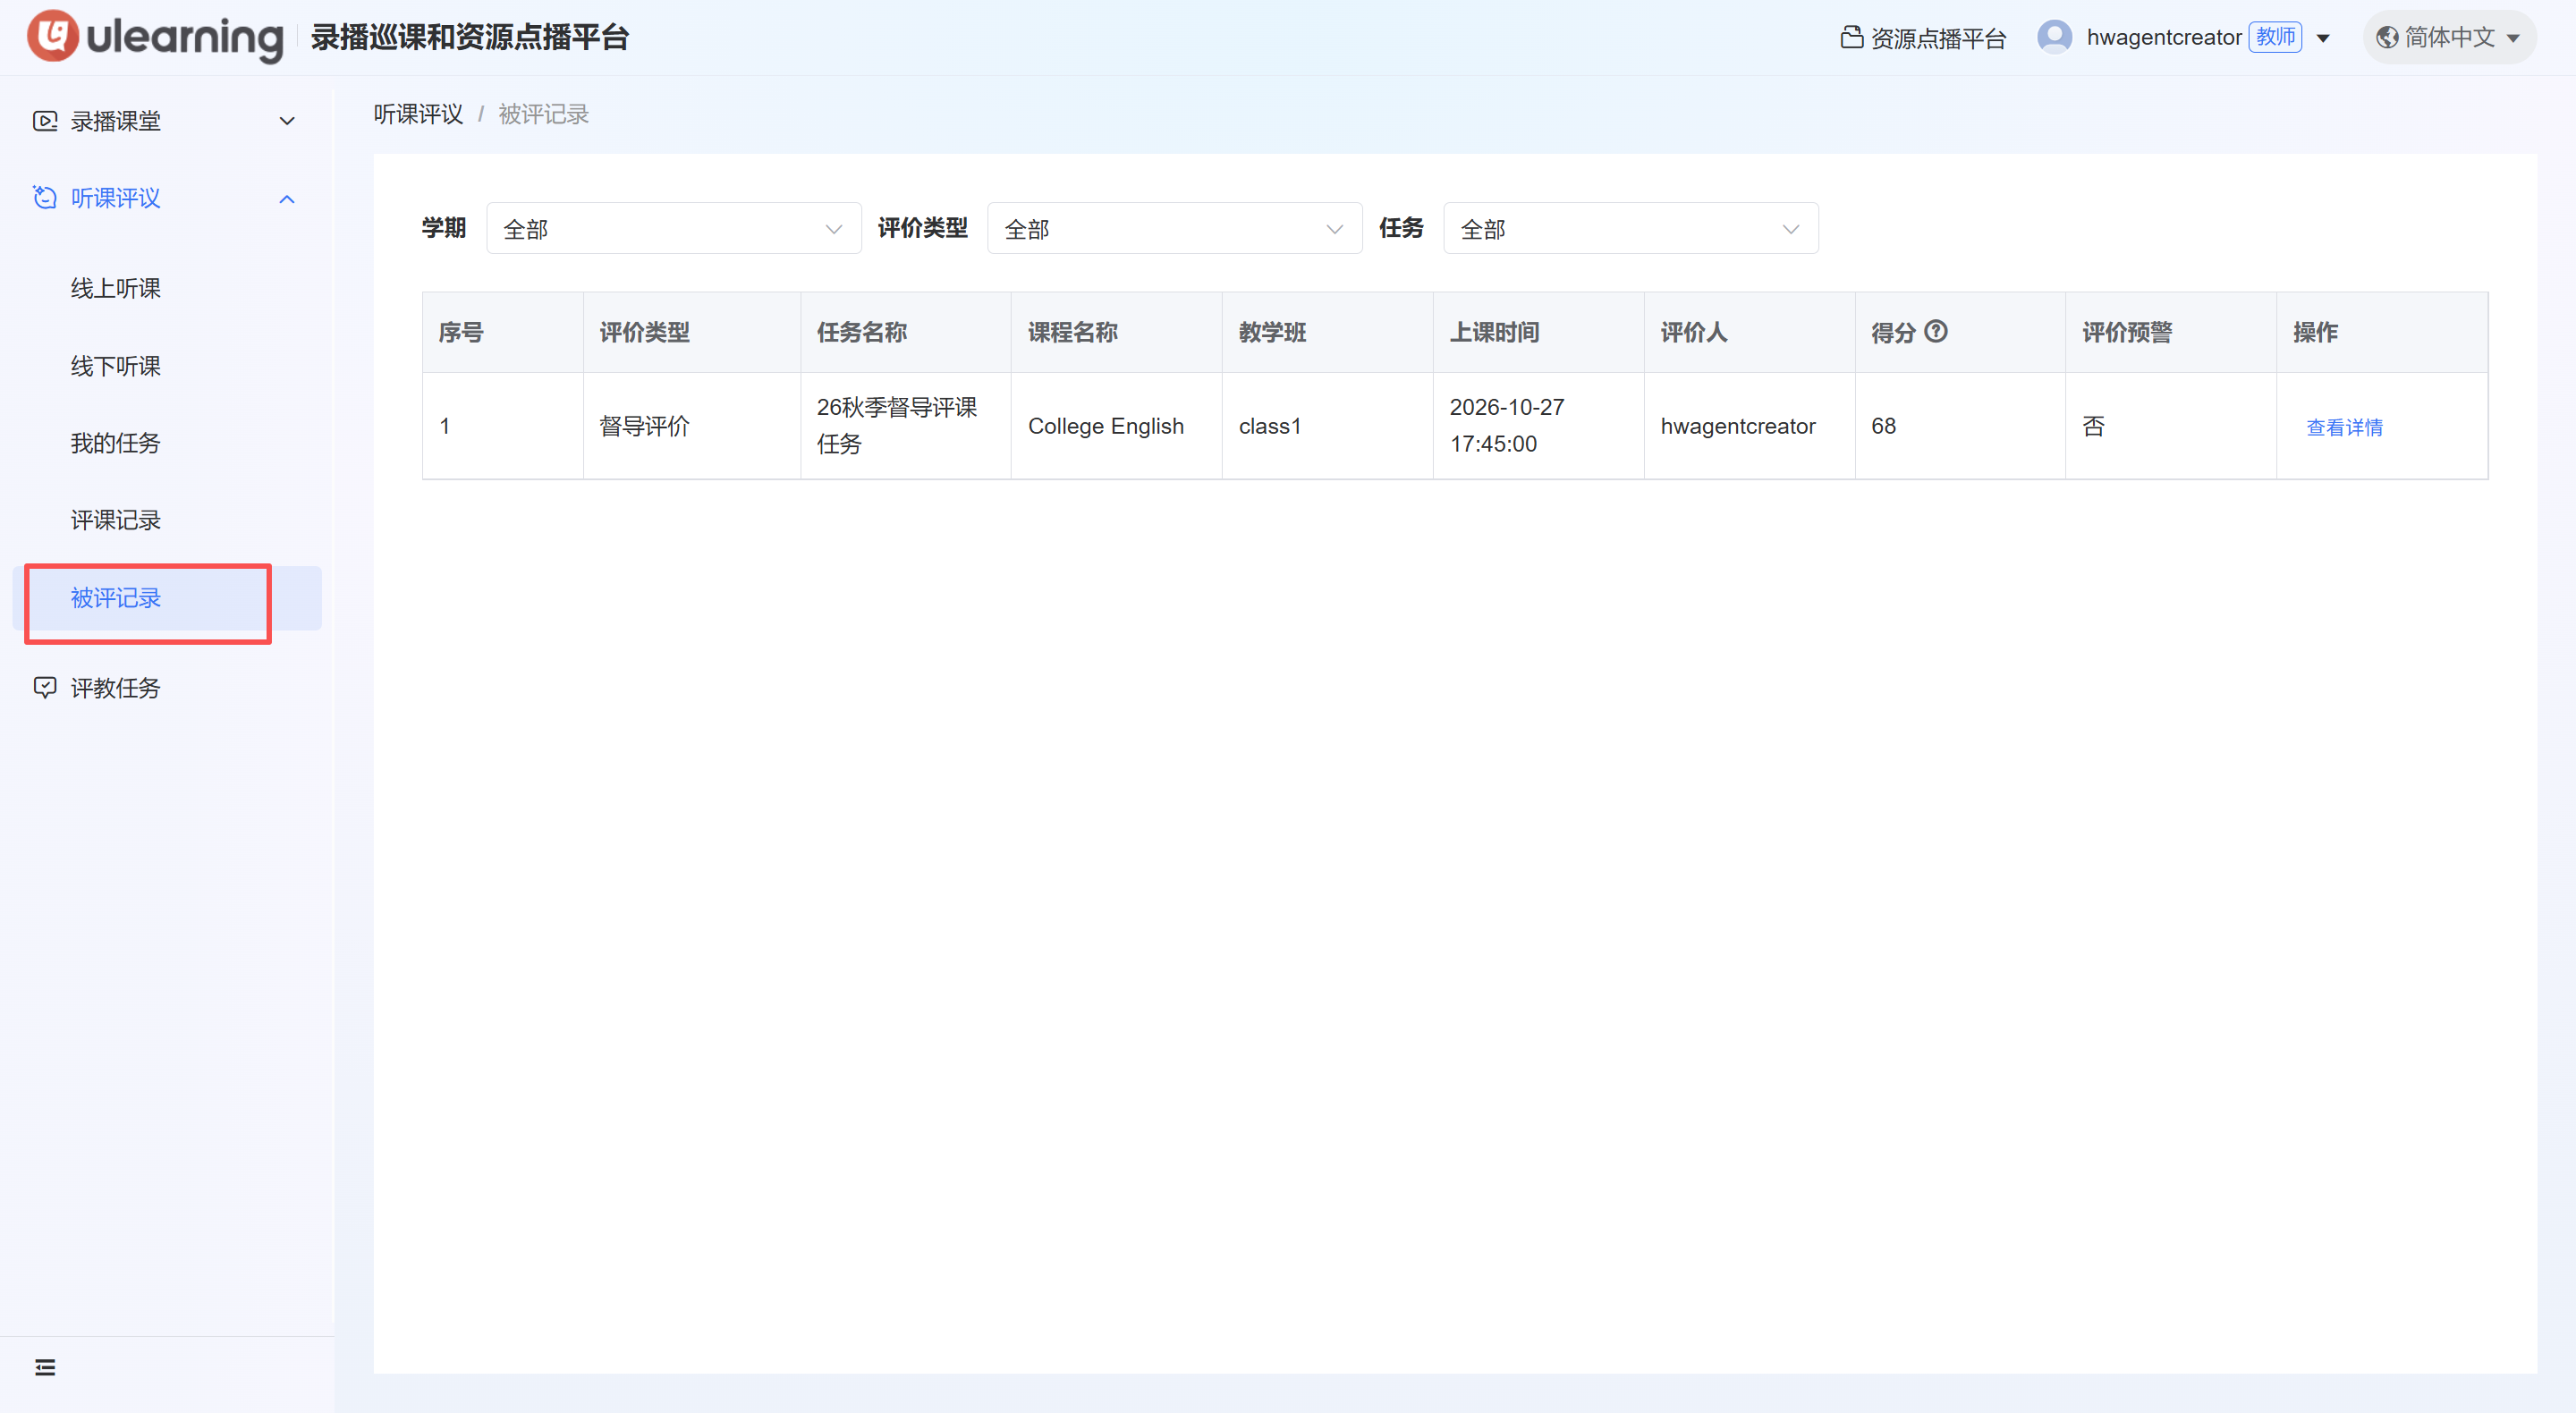 ulearning 录播巡课和资源点播平台 资源点播平台 hwagentcreator 教师 简体中文
录播课堂
听课评议
线上听课
线下听课
我的任务
评课记录
被评记录
评教任务
听课评议 / 被评记录
学期 全部 评价类型 全部 任务 全部
序号 评价类型 任务名称 课程名称 教学班 上课时间 评价人 得分 评价预警 操作
1 督导评价 26秋季督导评课任务 College English class1 2026-10-27 17:45:00 hwagentcreator 68 否 查看详情